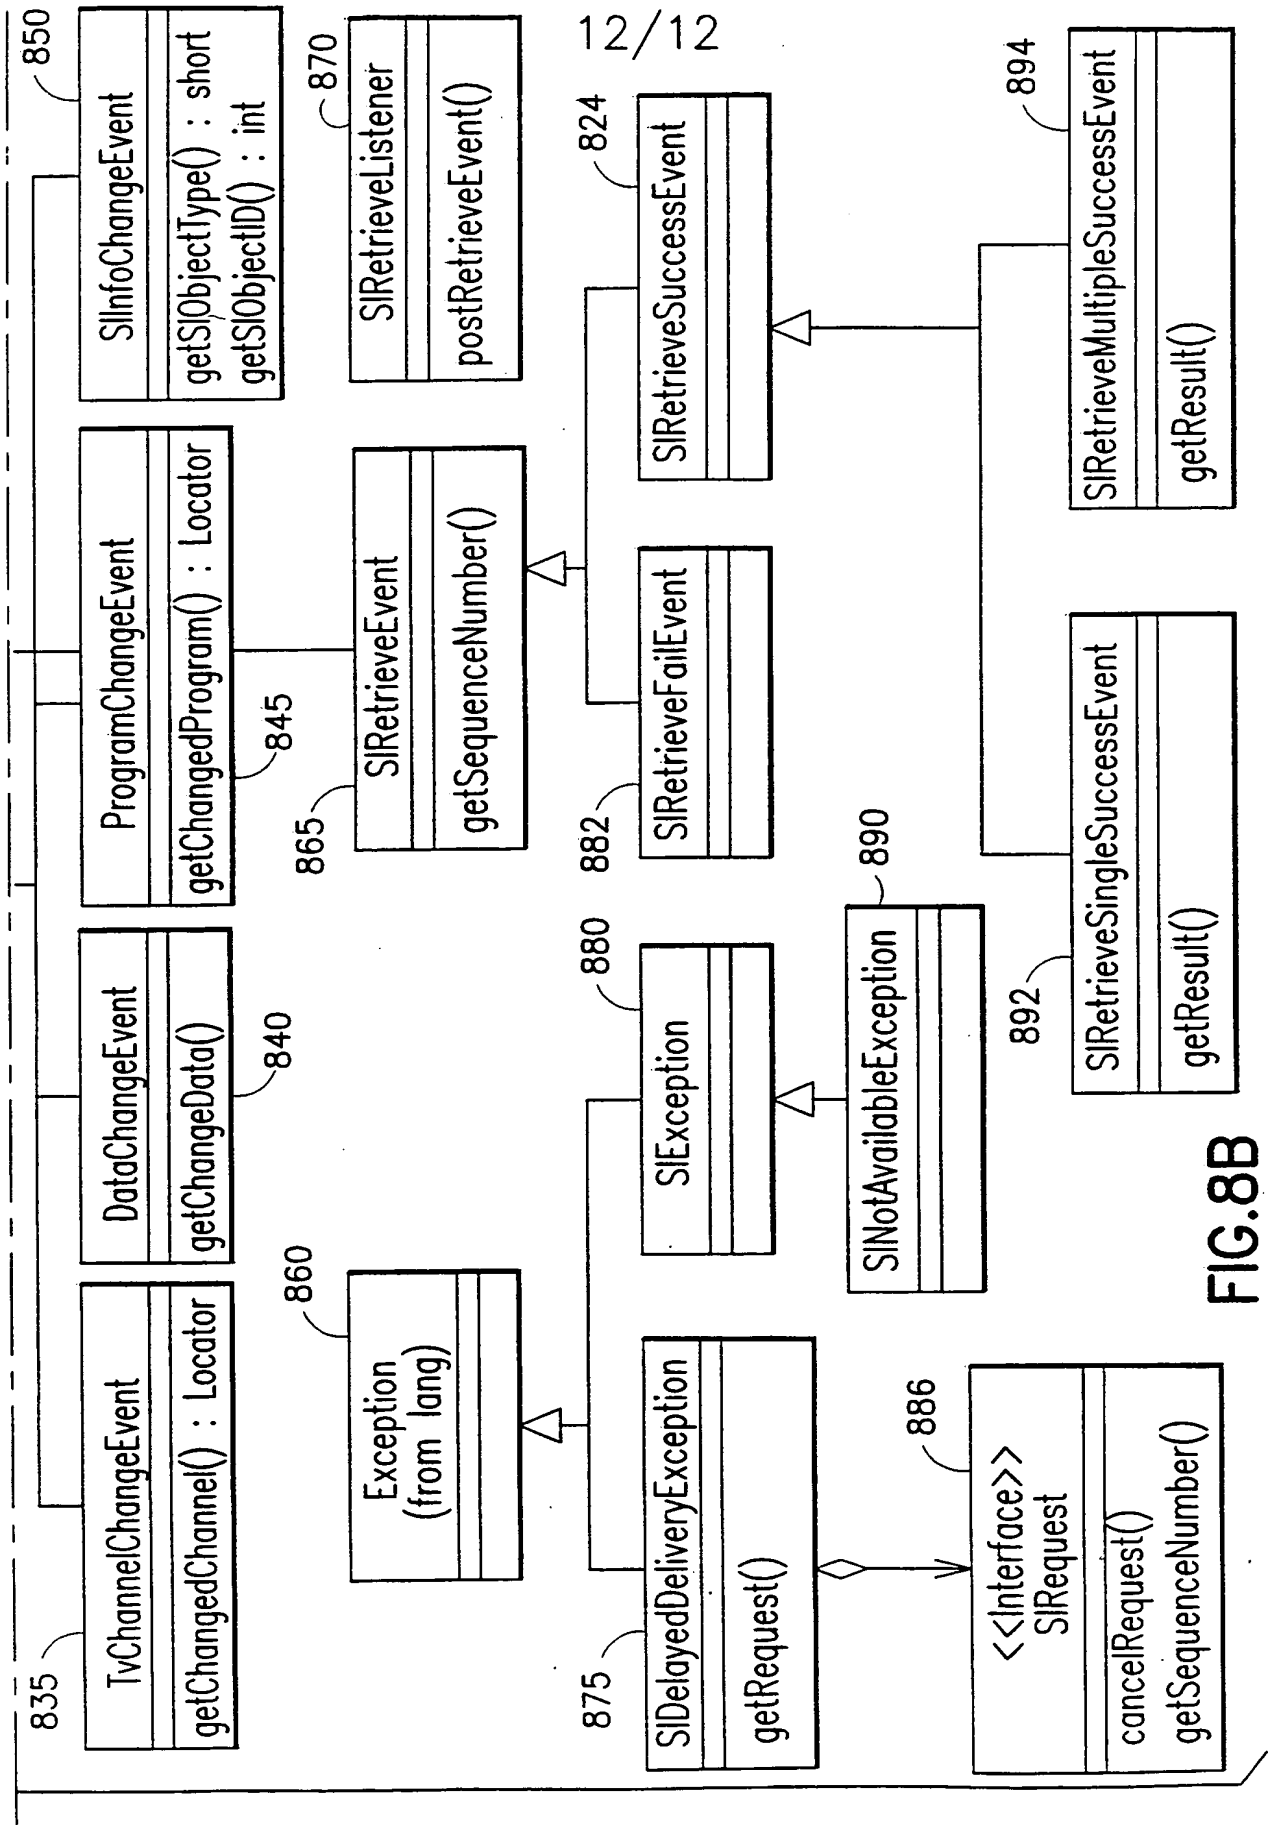 12/12
835
TvChannelChangeEvent
getChangedChannel() : Locator
DataChangeEvent
getChangeData()
840
ProgramChangeEvent
getChangedProgram() : Locator
845
850
SIInfoChangeEvent
getSIObjectType() : short
getSIObjectID() : int
860
Exception
(from lang)
865
SIRetrieveEvent
getSequenceNumber()
870
SIRetrieveListener
postRetrieveEvent()
875
SIDelayedDeliveryException
getRequest()
880
SIException
882
SIRetrieveFailEvent
824
SIRetrieveSuccessEvent
886
<<Interface>>
SIRequest
cancelRequest()
getSequenceNumber()
890
SINotAvailableException
892
SIRetrieveSingleSuccessEvent
getResult()
894
SIRetrieveMultipleSuccessEvent
getResult()
FIG.8B